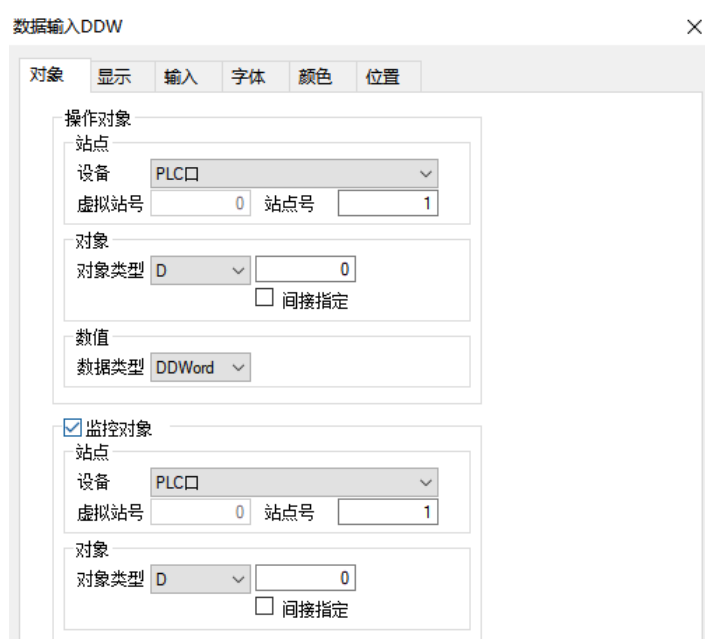 数据输入DDW
对象 显示 输入 字体 颜色 位置
操作对象
站点
设备 PLC口
虚拟站号 0 站点号 1
对象
对象类型 D 0
间接指定
数值
数据类型 DDWord
监控对象
站点
设备 PLC口
虚拟站号 0 站点号 1
对象
对象类型 D 0
间接指定